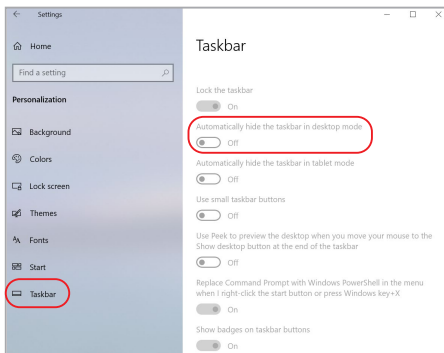 Settings
Home
Find a setting
Personalization
Background
Colors
Lock screen
Themes
Fonts
Start
Taskbar
Taskbar
Lock the taskbar
On
Automatically hide the taskbar in desktop mode
Off
Automatically hide the taskbar in tablet mode
Off
Use small taskbar buttons
Off
Use Peek to preview the desktop when you move your mouse to the
Show desktop button at the end of the taskbar
Off
Replace Command Prompt with Windows PowerShell in the menu
when I right-click the start button or press Windows key+X
On
Show badges on taskbar buttons
On